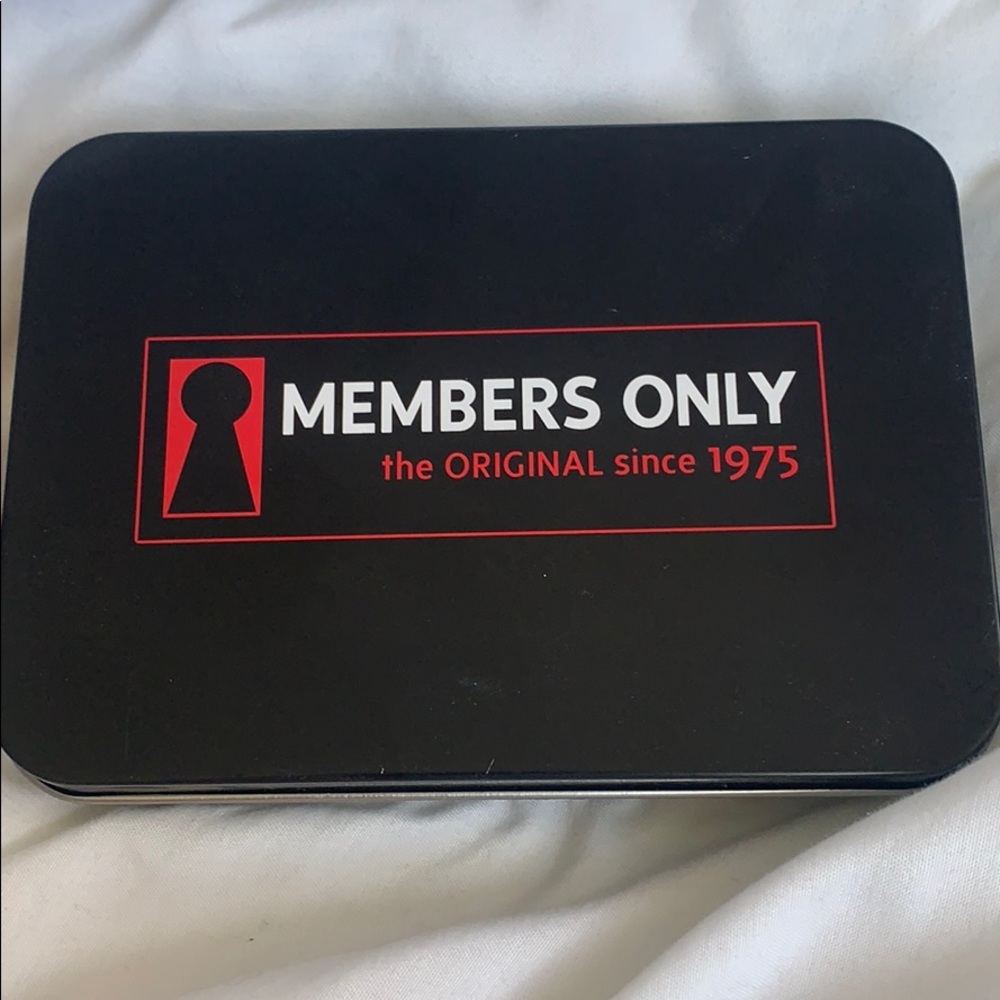 MEMBERS ONLY
the ORIGINAL since 1975